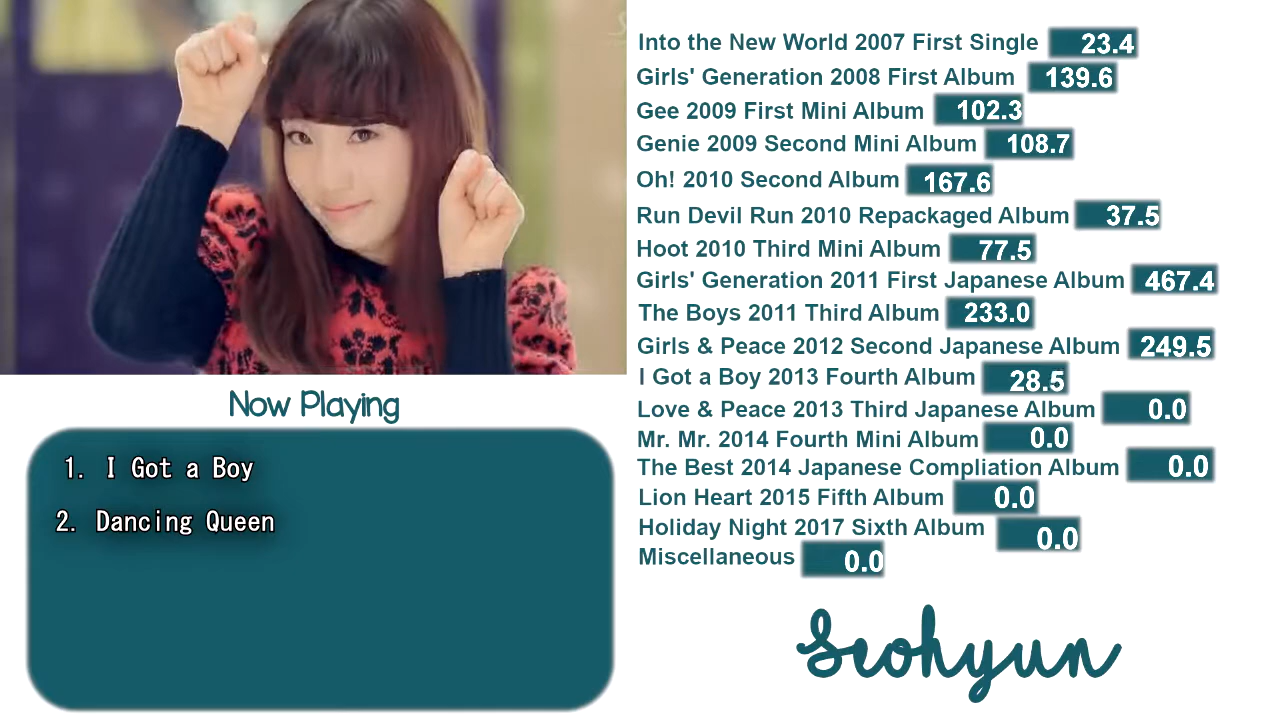 Now Playing
1. I Got a Boy
2. Dancing Queen
Into the New World 2007 First Single 23.4
Girls' Generation 2008 First Album 139.6
Gee 2009 First Mini Album 102.3
Genie 2009 Second Mini Album 108.7
Oh! 2010 Second Album 167.6
Run Devil Run 2010 Repackaged Album 37.5
Hoot 2010 Third Mini Album 77.5
Girls' Generation 2011 First Japanese Album 467.4
The Boys 2011 Third Album 233.0
Girls & Peace 2012 Second Japanese Album 249.5
I Got a Boy 2013 Fourth Album 28.5
Love & Peace 2013 Third Japanese Album 0.0
Mr. Mr. 2014 Fourth Mini Album 0.0
The Best 2014 Japanese Compliation Album 0.0
Lion Heart 2015 Fifth Album 0.0
Holiday Night 2017 Sixth Album 0.0
Miscellaneous 0.0
Seohyun